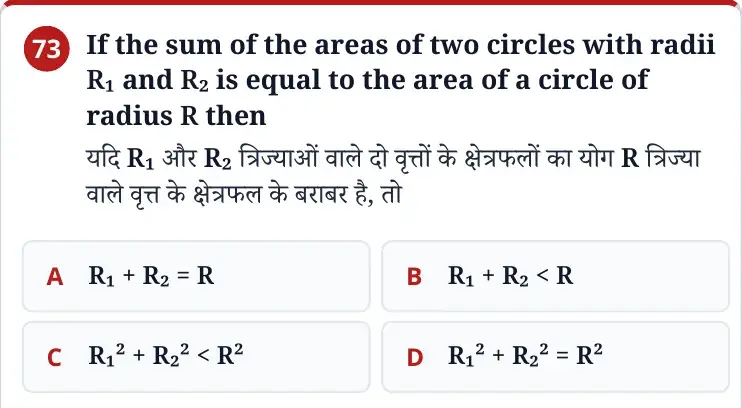 73 If the sum of the areas of two circles with radii
R₁ and R₂ is equal to the area of a circle of
radius R then
यदि R₁ और R₂ त्रिज्याओं वाले दो वृत्तों के क्षेत्रफलों का योग R त्रिज्या
वाले वृत्त के क्षेत्रफल के बराबर है, तो
A R₁ + R₂ = R
B R₁ + R₂ < R
C R₁² + R₂² < R²
D R₁² + R₂² = R²